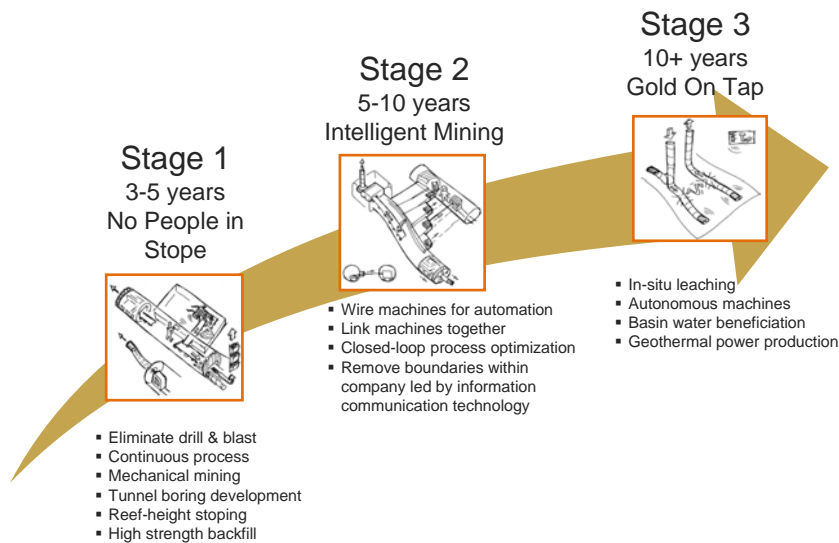 Stage 1
3-5 years
No People in
Stope
▪ Eliminate drill & blast
▪ Continuous process
▪ Mechanical mining
▪ Tunnel boring development
▪ Reef-height stoping
▪ High strength backfill
Stage 2
5-10 years
Intelligent Mining
▪ Wire machines for automation
▪ Link machines together
▪ Closed-loop process optimization
▪ Remove boundaries within
company led by information
communication technology
Stage 3
10+ years
Gold On Tap
▪ In-situ leaching
▪ Autonomous machines
▪ Basin water beneficiation
▪ Geothermal power production